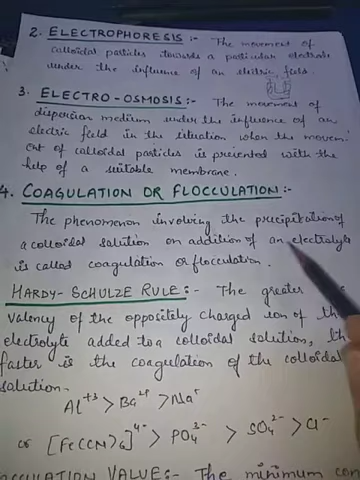 2. ELECTROPHORESIS :- The movement of
colloidal particles towards a particular electrode
under the influence of an electric field.
3. ELECTRO-OSMOSIS :- The movement of
dispersion medium under the influence of an
electric field in the situation when the movem-
ent of colloidal particles is prevented with the
help of a suitable membrane.
4. COAGULATION OR FLOCCULATION :-
The phenomenon involving the precipitation of
a colloidal solution on addition of an electrolyte
is called coagulation or flocculation.
HARDY-SCHULZE RULE :- The greater
valency of the oppositely charged ion of the
electrolyte added to a colloidal solution, the
faster is the coagulation of the colloidal
solution.
Al⁺³ > Ba²⁺ > Na⁺
or [Fe(CN)6]⁴⁻ > PO₄³⁻ > SO₄²⁻ > Cl⁻
VALUE :- The minimum con